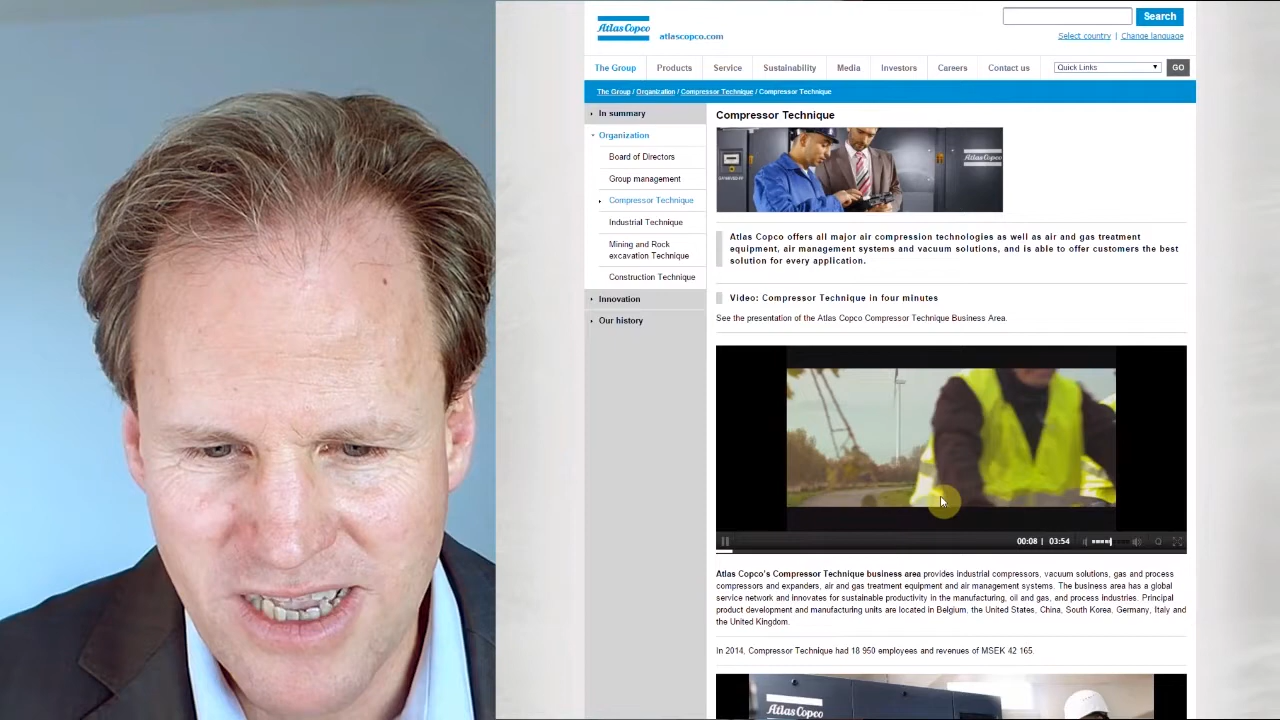 Atlas Copco
atlascopco.com
Search
Select country | Change language
The Group
Products
Service
Sustainability
Media
Investors
Careers
Contact us
Quick Links
GO
The Group / Organization / Compressor Technique / Compressor Technique
In summary
Organization
Board of Directors
Group management
Compressor Technique
Industrial Technique
Mining and Rock
excavation Technique
Construction Technique
Innovation
Our history
Compressor Technique
Atlas Copco
Atlas Copco offers all major air compression technologies as well as air and gas treatment
equipment, air management systems and vacuum solutions, and is able to offer customers the best
solution for every application.
Video: Compressor Technique in four minutes
See the presentation of the Atlas Copco Compressor Technique Business Area.
00:08 | 03:54
Atlas Copco's Compressor Technique business area provides industrial compressors, vacuum solutions, gas and process
compressors and expanders, air and gas treatment equipment and air management systems. The business area has a global
service network and innovates for sustainable productivity in the manufacturing, oil and gas, and process industries. Principal
product development and manufacturing units are located in Belgium, the United States, China, South Korea, Germany, Italy and
the United Kingdom.
In 2014, Compressor Technique had 18 950 employees and revenues of MSEK 42 165.
Atlas Copco